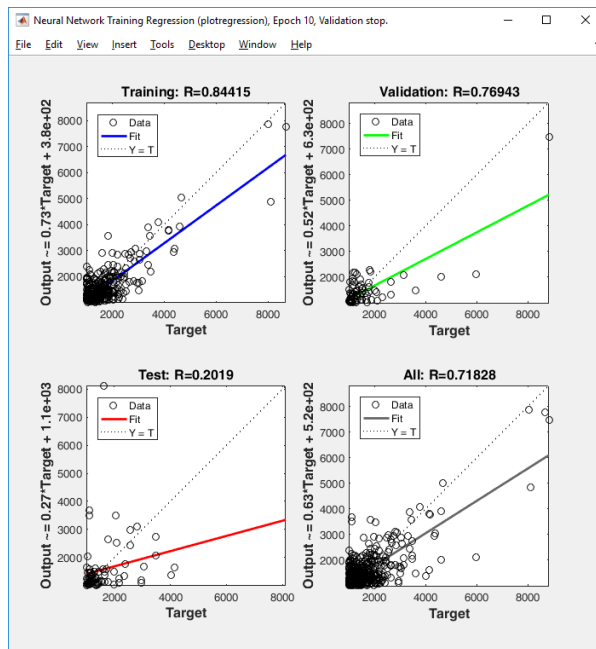 Neural Network Training Regression (plotregression), Epoch 10, Validation stop.
File Edit View Insert Tools Desktop Window Help
Training: R=0.84415
Output ~= 0.73*Target + 3.8e+02
8000
7000
6000
5000
4000
3000
2000
Data
Fit
Y = T
2000 4000 6000 8000
Target
Validation: R=0.76943
Output ~= 0.52*Target + 6.3e+02
8000
7000
6000
5000
4000
3000
2000
Data
Fit
Y = T
2000 4000 6000 8000
Target
Test: R=0.2019
Output ~= 0.27*Target + 1.1e+03
8000
7000
6000
5000
4000
3000
2000
Data
Fit
Y = T
2000 4000 6000 8000
Target
All: R=0.71828
Output ~= 0.63*Target + 5.2e+02
8000
7000
6000
5000
4000
3000
2000
Data
Fit
Y = T
2000 4000 6000 8000
Target